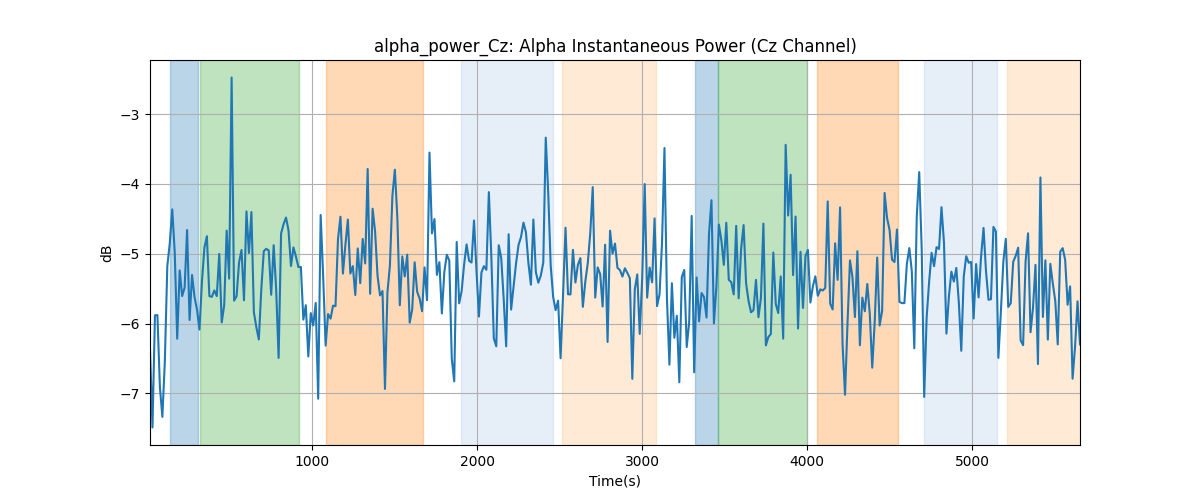 alpha_power_Cz: Alpha Instantaneous Power (Cz Channel)
dB
−3
−4
−5
−6
−7
1000 2000 3000 4000 5000
Time(s)